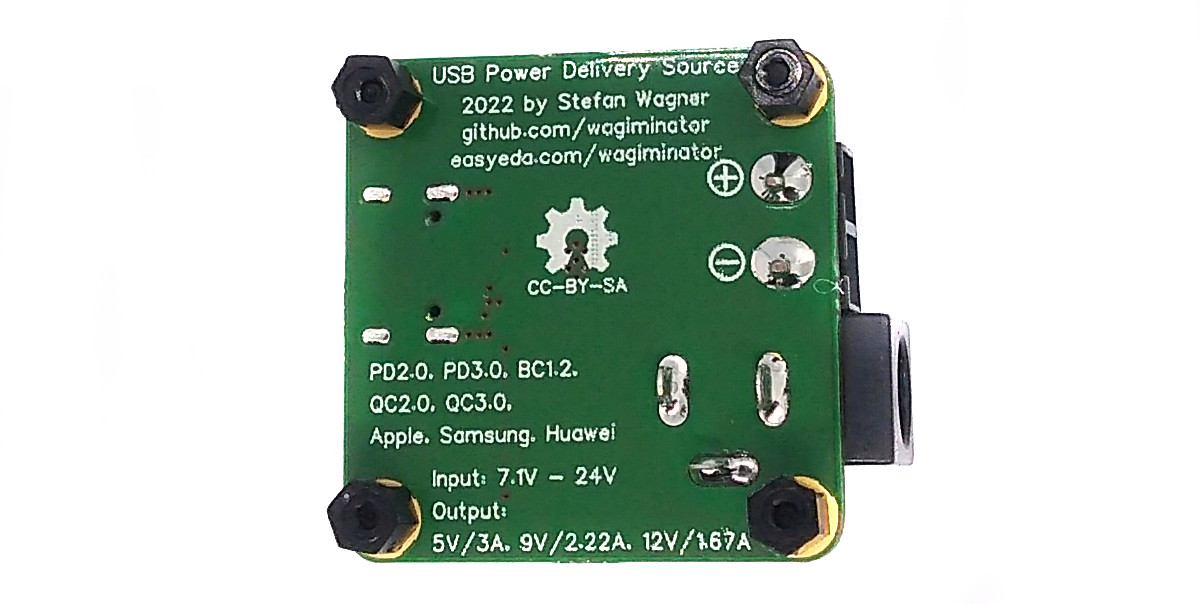 USB Power Delivery Source
2022 by Stefan Wagner
github.com/wagiminator
easyeda.com/wagiminator
+
−
CC-BY-SA
PD2.0, PD3.0, BC1.2,
QC2.0, QC3.0,
Apple, Samsung, Huawei
Input: 7.1V - 24V
Output:
5V/3A, 9V/2.22A, 12V/1.67A